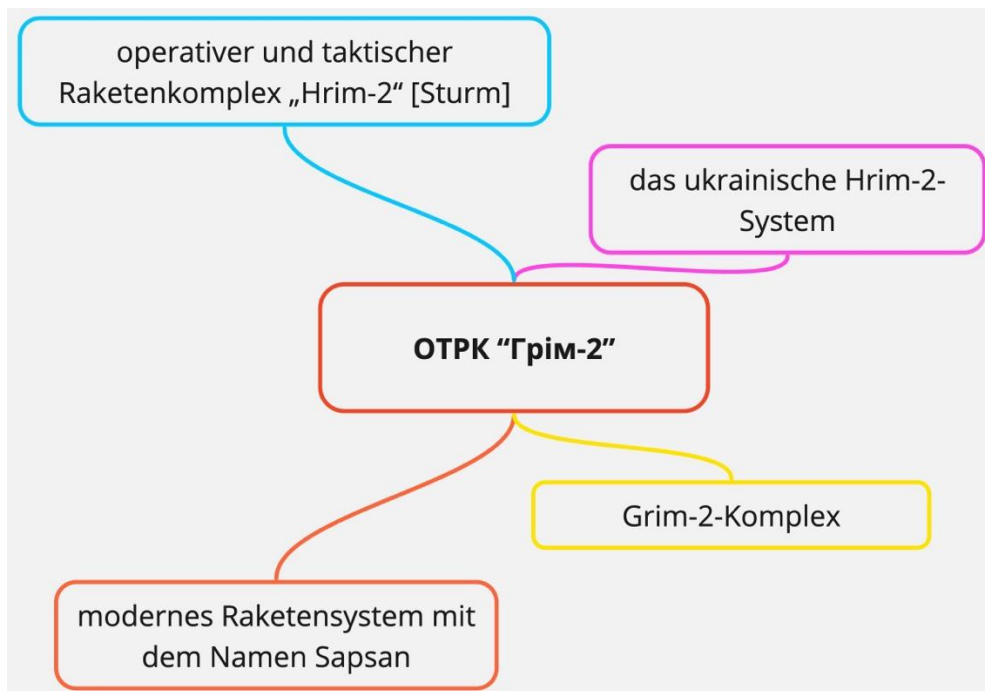 operativer und taktischer
Raketenkomplex „Hrim-2“ [Sturm]
das ukrainische Hrim-2-
System
ОТРК “Грім-2”
Grim-2-Komplex
modernes Raketensystem mit
dem Namen Sapsan